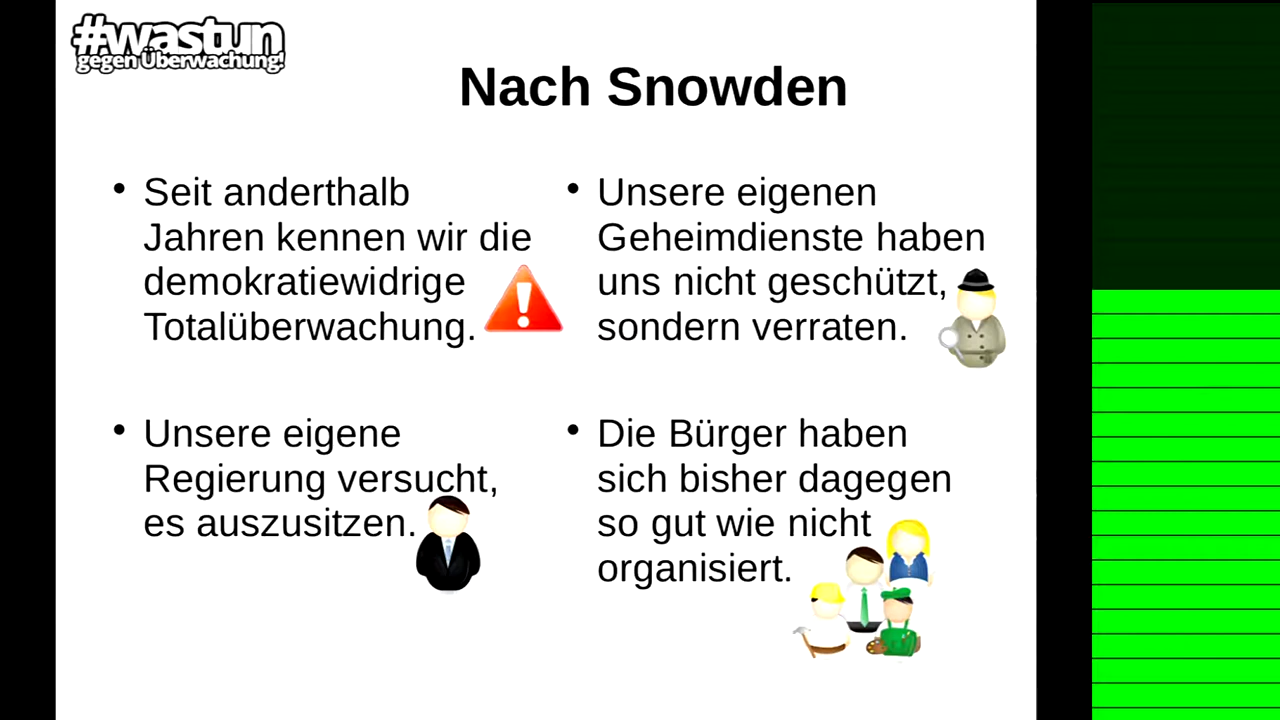 #wastun
gegen Überwachung!
Nach Snowden
• Seit anderthalb
Jahren kennen wir die
demokratiewidrige
Totalüberwachung.
• Unsere eigene
Regierung versucht,
es auszusitzen.
• Unsere eigenen
Geheimdienste haben
uns nicht geschützt,
sondern verraten.
• Die Bürger haben
sich bisher dagegen
so gut wie nicht
organisiert.